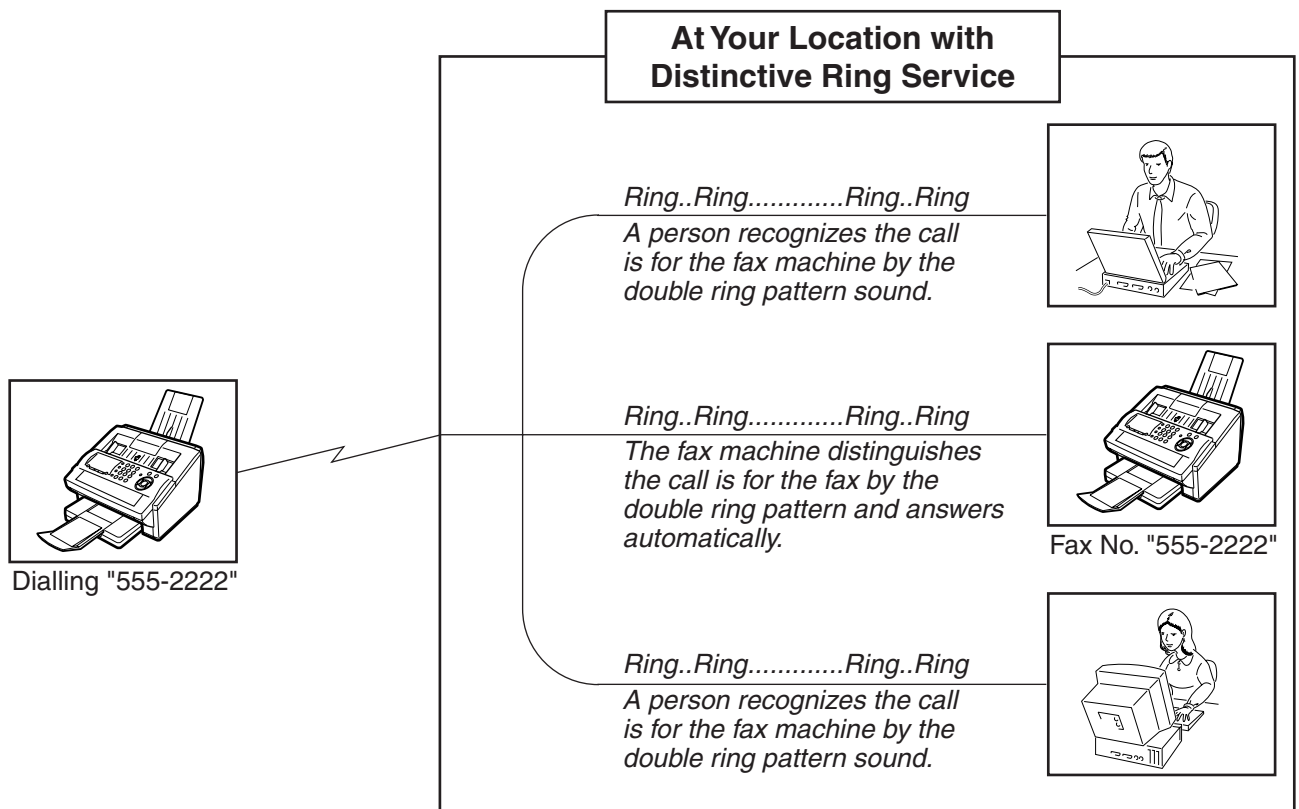 At Your Location with
Distinctive Ring Service
Ring..Ring.............Ring..Ring
A person recognizes the call
is for the fax machine by the
double ring pattern sound.
Ring..Ring.............Ring..Ring
The fax machine distinguishes
the call is for the fax by the
double ring pattern and answers
automatically.
Fax No. "555-2222"
Dialling "555-2222"
Ring..Ring.............Ring..Ring
A person recognizes the call
is for the fax machine by the
double ring pattern sound.